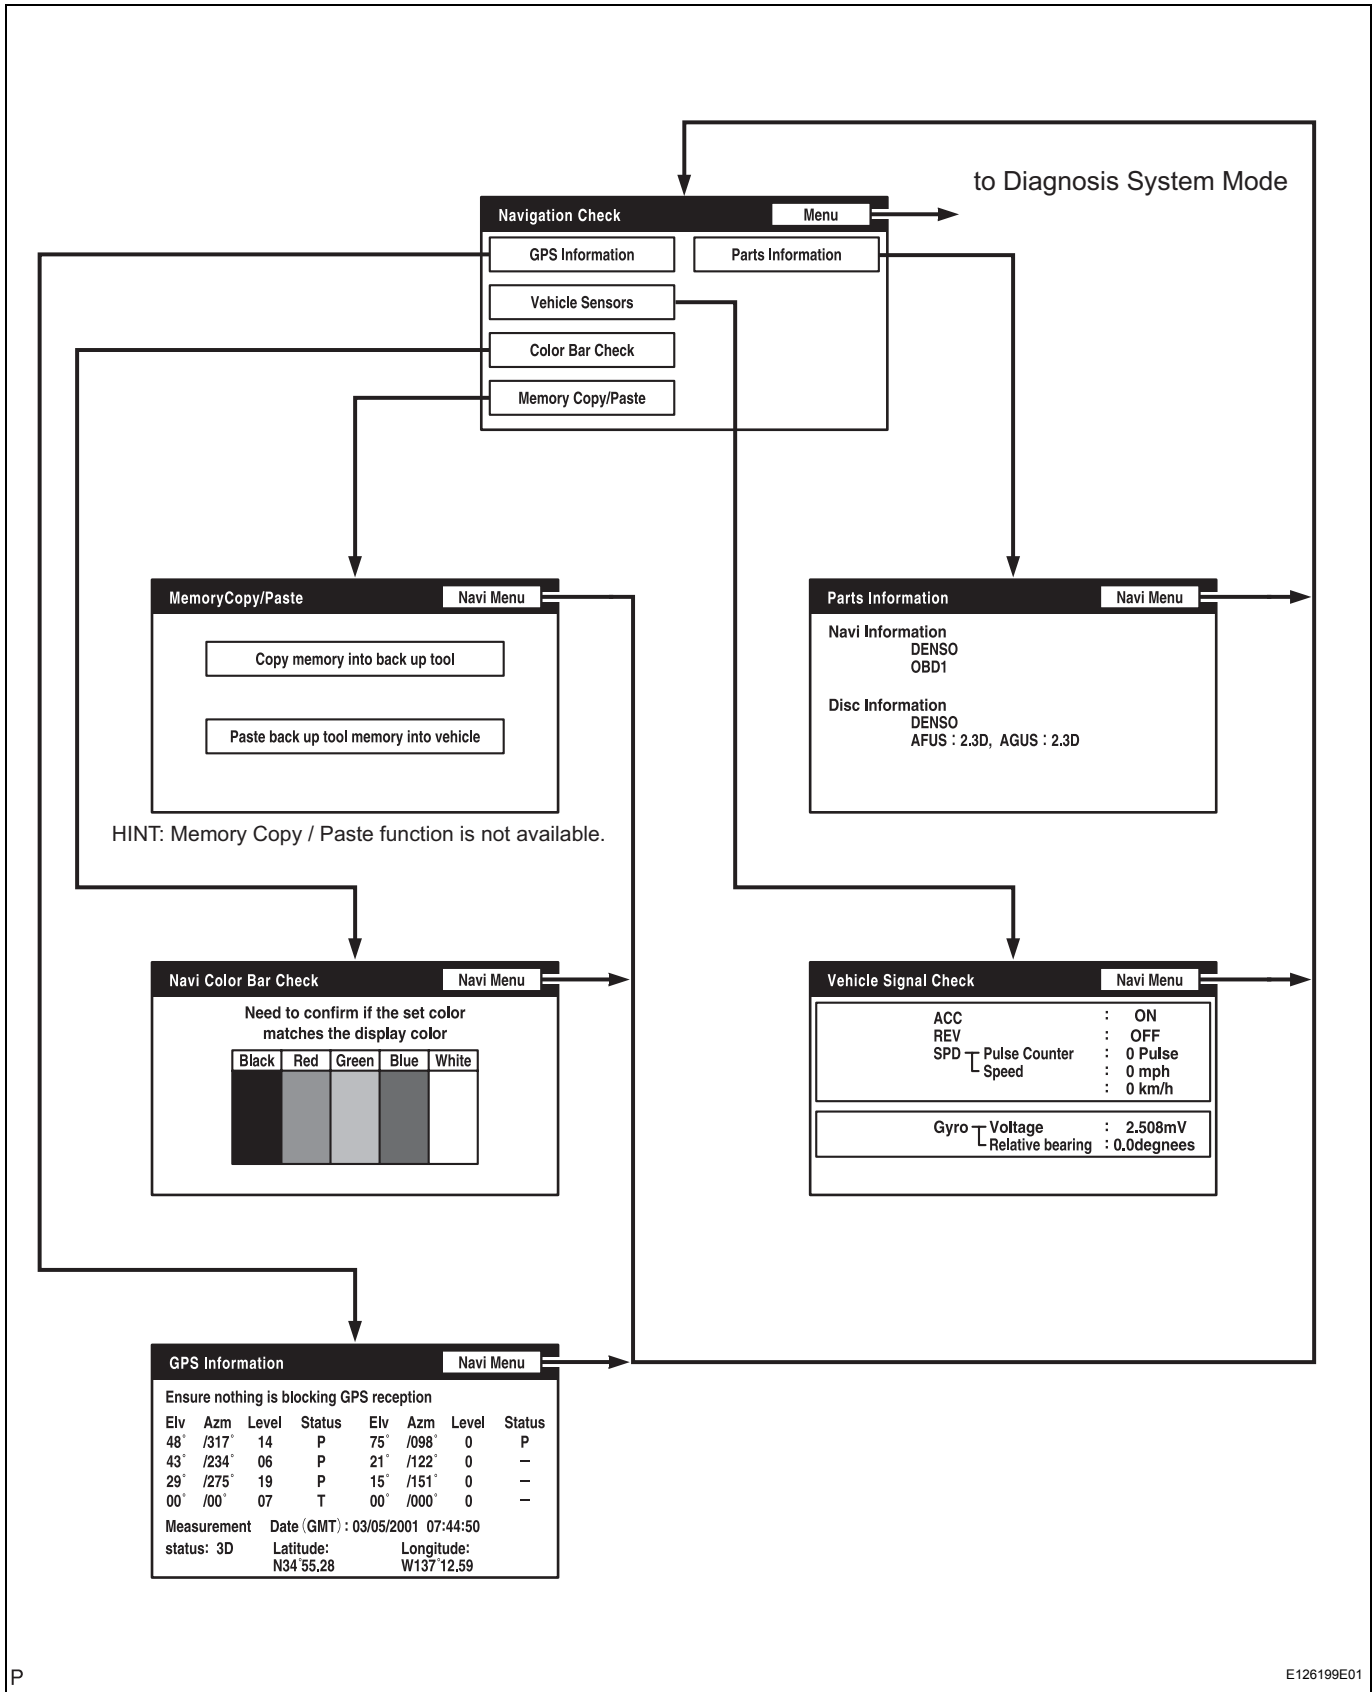 to Diagnosis System Mode
Navigation Check Menu
GPS Information Parts Information
Vehicle Sensors
Color Bar Check
Memory Copy/Paste
MemoryCopy/Paste Navi Menu
Copy memory into back up tool
Paste back up tool memory into vehicle
HINT: Memory Copy / Paste function is not available.
Parts Information Navi Menu
Navi Information
DENSO
OBD1
Disc Information
DENSO
AFUS : 2.3D, AGUS : 2.3D
Navi Color Bar Check Navi Menu
Need to confirm if the set color
matches the display color
Black Red Green Blue White
Vehicle Signal Check Navi Menu
ACC : ON
REV : OFF
SPD Pulse Counter : 0 Pulse
Speed : 0 mph
: 0 km/h
Gyro Voltage : 2.508mV
Relative bearing : 0.0degnees
GPS Information Navi Menu
Ensure nothing is blocking GPS reception
Elv Azm Level Status Elv Azm Level Status
48° /317° 14 P 75° /098° 0 P
43° /234° 06 P 21° /122° 0 –
29° /275° 19 P 15° /151° 0 –
00° /00° 07 T 00° /000° 0 –
Measurement Date (GMT) : 03/05/2001 07:44:50
status: 3D Latitude: Longitude:
N34°55.28 W137°12.59
P
E126199E01